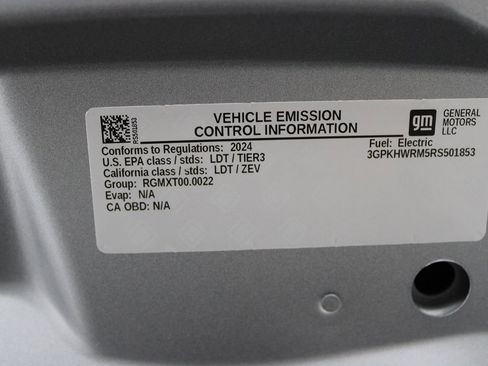 RS501853
VEHICLE EMISSION
CONTROL INFORMATION
gm
GENERAL
MOTORS
LLC
Conforms to Regulations: 2024
U.S. EPA class / stds: LDT / TIER3
California class / stds: LDT / ZEV
Group: RGMXT00.0022
Evap: N/A
CA OBD: N/A
Fuel: Electric
3GPKHWRM5RS501853